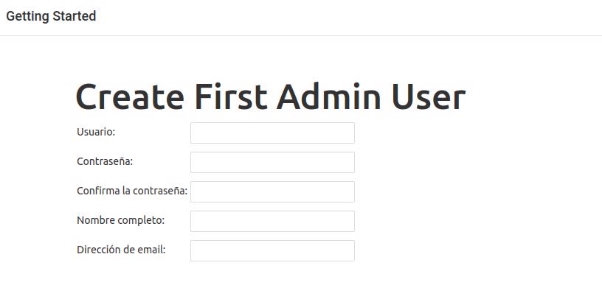 Getting Started
Create First Admin User
Usuario:
Contraseña:
Confirma la contraseña:
Nombre completo:
Dirección de email: